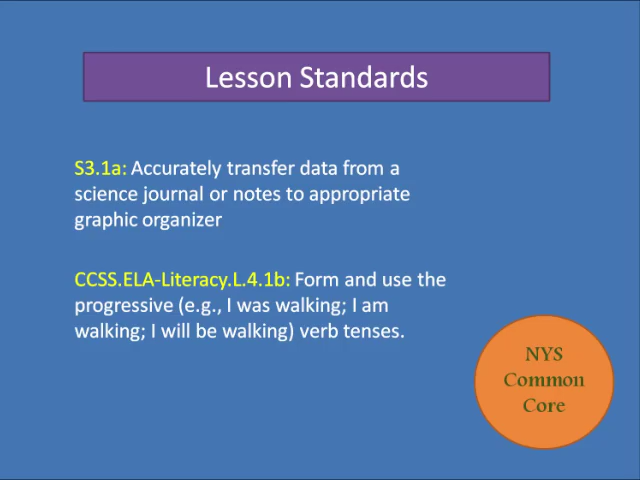 Lesson Standards
S3.1a: Accurately transfer data from a
science journal or notes to appropriate
graphic organizer
CCSS.ELA-Literacy.L.4.1b: Form and use the
progressive (e.g., I was walking; I am
walking; I will be walking) verb tenses.
NYS
Common
Core